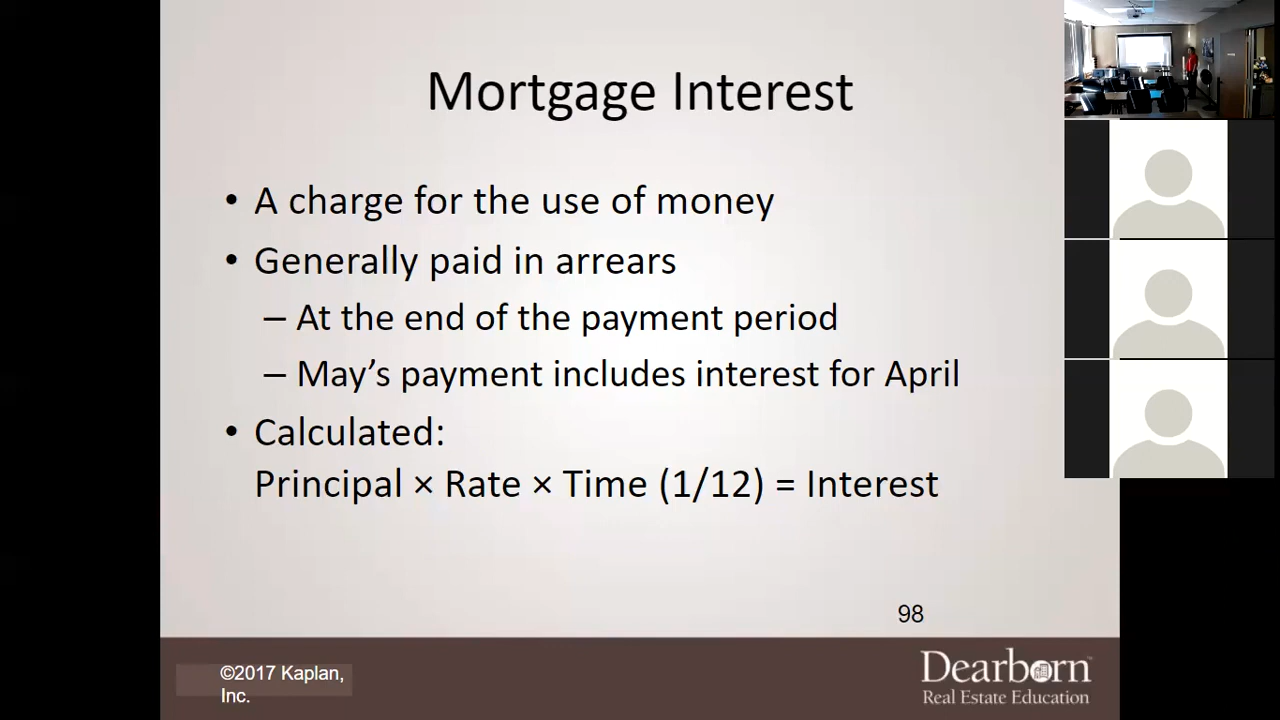 Mortgage Interest
• A charge for the use of money
• Generally paid in arrears
– At the end of the payment period
– May's payment includes interest for April
• Calculated:
Principal × Rate × Time (1/12) = Interest
98
©2017 Kaplan,
Inc.
Dearborn™
Real Estate Education